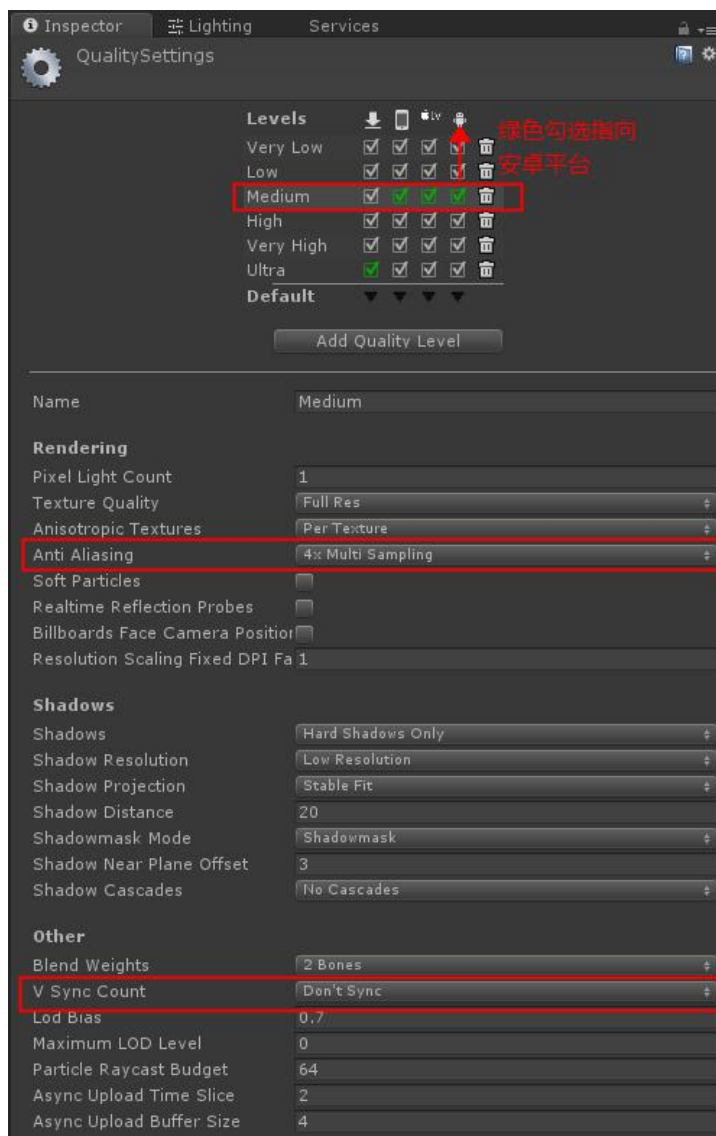 Inspector Lighting Services
QualitySettings
Levels tv
绿色勾选指向
安卓平台
Very Low
Low
Medium
High
Very High
Ultra
Default
Add Quality Level
Name Medium
Rendering
Pixel Light Count 1
Texture Quality Full Res
Anisotropic Textures Per Texture
Anti Aliasing 4x Multi Sampling
Soft Particles
Realtime Reflection Probes
Billboards Face Camera Position
Resolution Scaling Fixed DPI Fa 1
Shadows
Shadows Hard Shadows Only
Shadow Resolution Low Resolution
Shadow Projection Stable Fit
Shadow Distance 20
Shadowmask Mode Shadowmask
Shadow Near Plane Offset 3
Shadow Cascades No Cascades
Other
Blend Weights 2 Bones
V Sync Count Don't Sync
Lod Bias 0.7
Maximum LOD Level 0
Particle Raycast Budget 64
Async Upload Time Slice 2
Async Upload Buffer Size 4